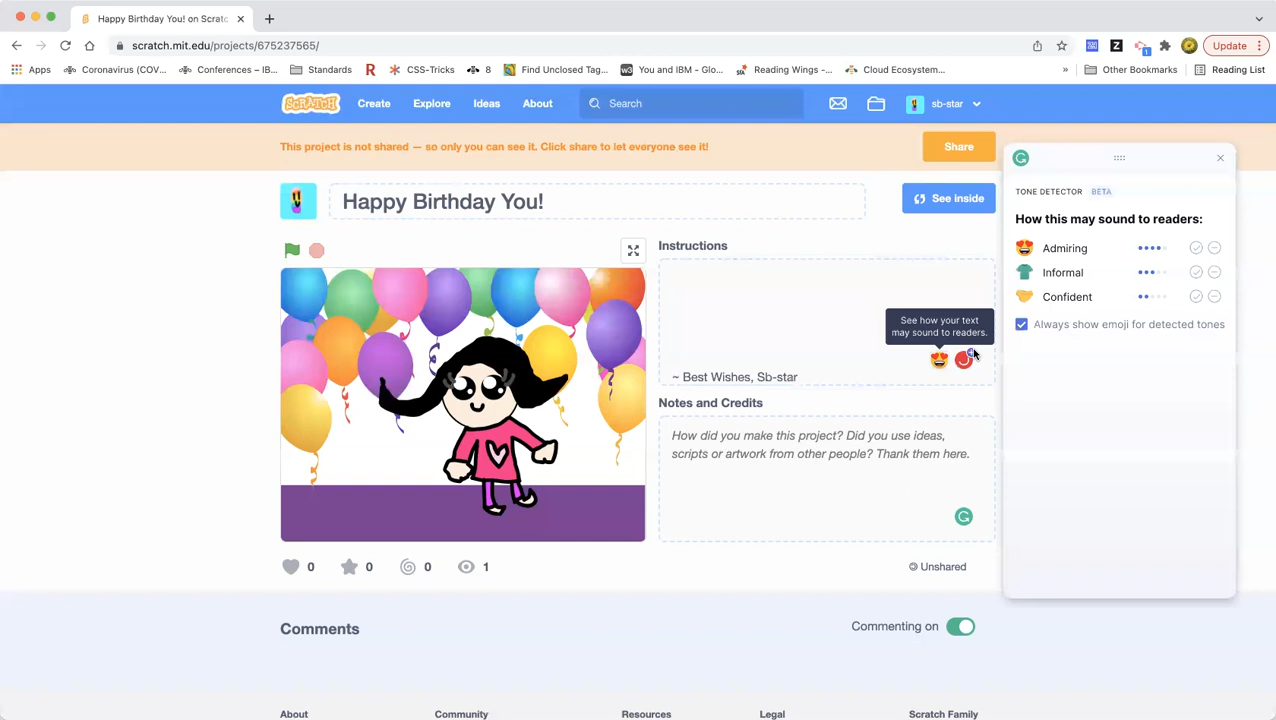 Happy Birthday You! on Scratc
scratch.mit.edu/projects/675237565/
Update
Apps
Coronavirus (COV...
Conferences – IB...
Standards
R
CSS-Tricks
8
Find Unclosed Tag...
w3
You and IBM – Glo...
STAR
Reading Wings –...
Cloud Ecosystem...
»
Other Bookmarks
Reading List
SCRATCH
Create
Explore
Ideas
About
Search
sb-star
This project is not shared — so only you can see it. Click share to let everyone see it!
Share
Happy Birthday You!
See inside
Instructions
See how your text
may sound to readers.
~ Best Wishes, Sb-star
Notes and Credits
How did you make this project? Did you use ideas,
scripts or artwork from other people? Thank them here.
0
0
0
1
Unshared
TONE DETECTOR BETA
How this may sound to readers:
Admiring
Informal
Confident
Always show emoji for detected tones
Comments
Commenting on
About
Community
Resources
Legal
Scratch Family